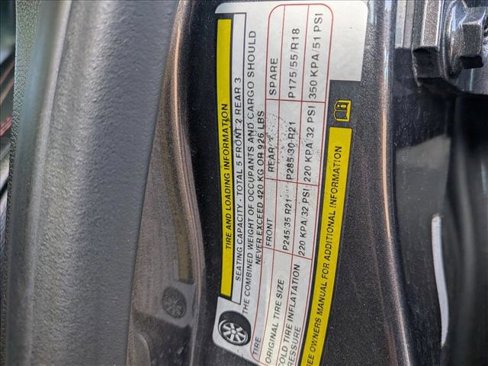 TIRE AND LOADING INFORMATION
SEATING CAPACITY - TOTAL 5 FRONT 2 REAR 3
THE COMBINED WEIGHT OF OCCUPANTS AND CARGO SHOULD
NEVER EXCEED 420 KG OR 926 LBS
TIRE FRONT REAR SPARE
ORIGINAL TIRE SIZE P245/35 R21 P265/30 R21 P175/55/R18
COLD TIRE INFLATION
PRESSURE 220 KPA/32 PSI 220 KPA/32 PSI 350 KPA/51 PSI
SEE OWNERS MANUAL FOR ADDITIONAL INFORMATION